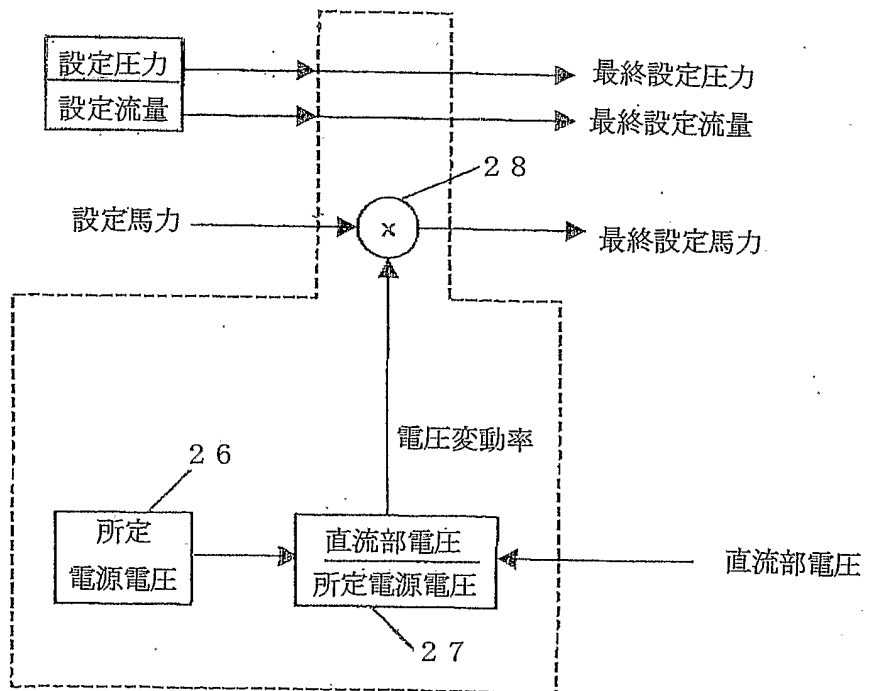 設定圧力
設定流量
最終設定圧力
最終設定流量
28
設定馬力
×
最終設定馬力
電圧変動率
26
所定
電源電圧
直流部電圧
所定電源電圧
直流部電圧
27